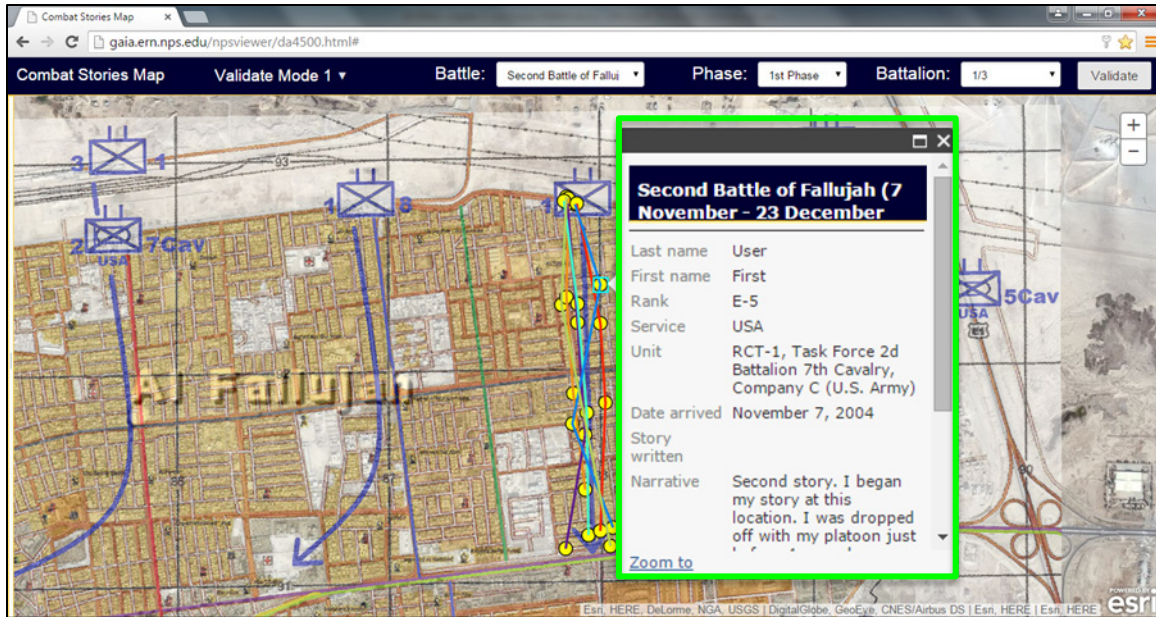 Combat Stories Map
gaia.ern.nps.edu/npsviewer/da4500.html#
Combat Stories Map
Validate Mode 1 ▾
Battle:
Second Battle of Falluj
Phase:
1st Phase
Battalion:
1/3
Validate
+
−
3 1
93
1 8
1
2 7Cav
USA
5Cav
USA
Al Fallujah
90
Second Battle of Fallujah (7
November - 23 December
Last name User
First name First
Rank E-5
Service USA
Unit RCT-1, Task Force 2d
Battalion 7th Cavalry,
Company C (U.S. Army)
Date arrived November 7, 2004
Story
written
Narrative Second story. I began
my story at this
location. I was dropped
off with my platoon just
Zoom to
Esri, HERE, DeLorme, NGA, USGS | DigitalGlobe, GeoEye, CNES/Airbus DS | Esri, HERE | Esri, HERE
POWERED BY
esri